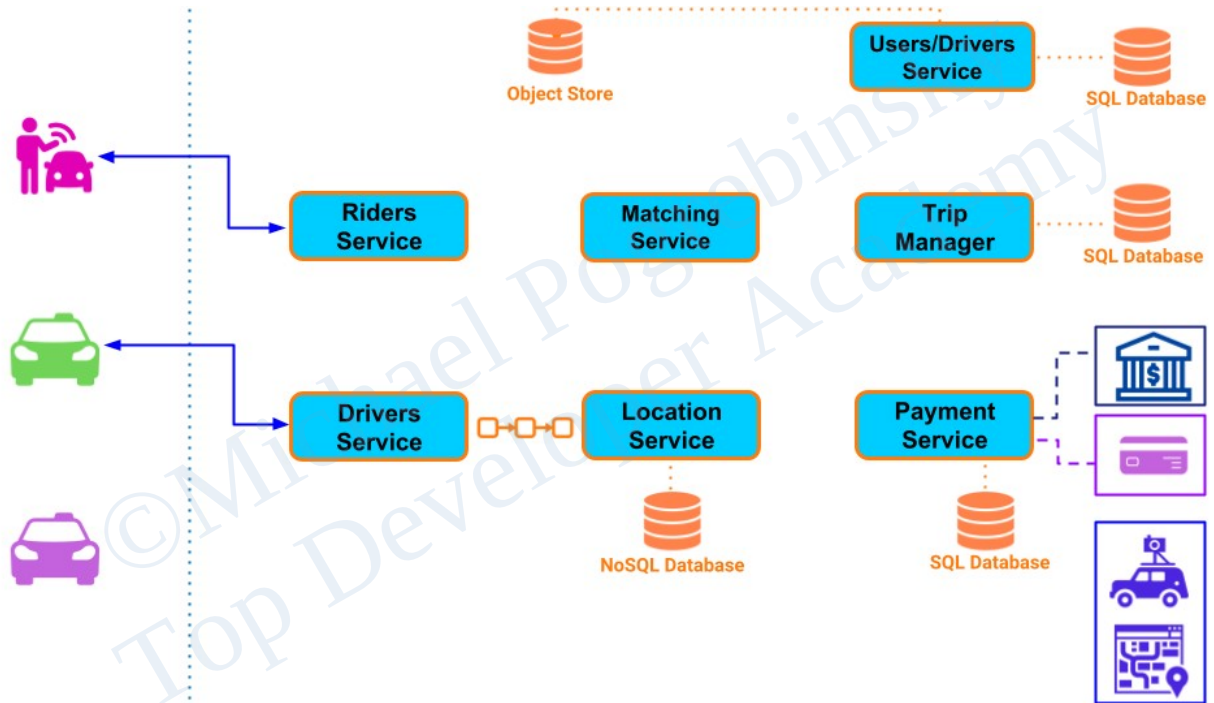 Users/Drivers
Service
Object Store
SQL Database
Riders
Service
Matching
Service
Trip
Manager
SQL Database
Drivers
Service
Location
Service
Payment
Service
$
NoSQL Database
SQL Database
©Michael Pogrebinsky
Top Developer Academy